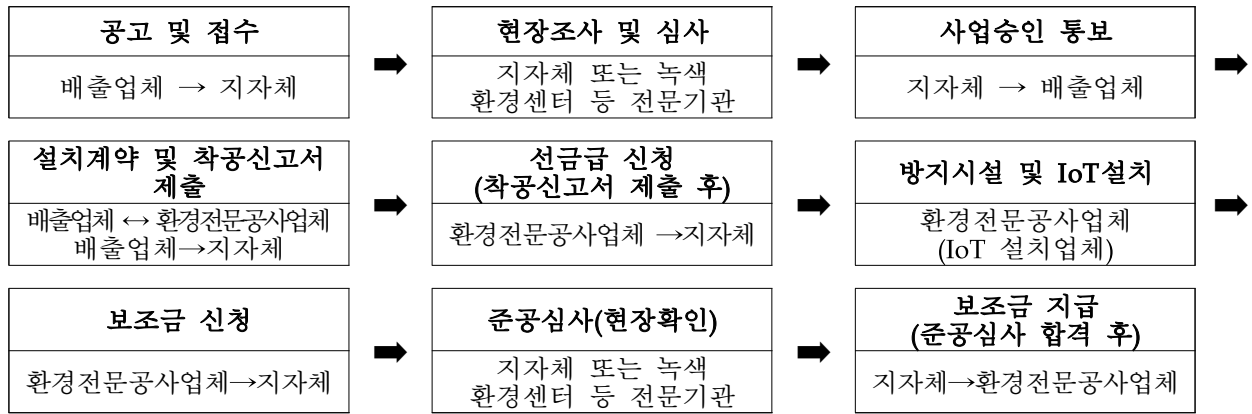 공고 및 접수
배출업체 → 지자체
현장조사 및 심사
지자체 또는 녹색
환경센터 등 전문기관
사업승인 통보
지자체 → 배출업체
설치계약 및 착공신고서
제출
배출업체 ↔ 환경전문공사업체
배출업체→지자체
선금급 신청
(착공신고서 제출 후)
환경전문공사업체 →지자체
방지시설 및 IoT설치
환경전문공사업체
(IoT 설치업체)
보조금 신청
환경전문공사업체→지자체
준공심사(현장확인)
지자체 또는 녹색
환경센터 등 전문기관
보조금 지급
(준공심사 합격 후)
지자체→환경전문공사업체